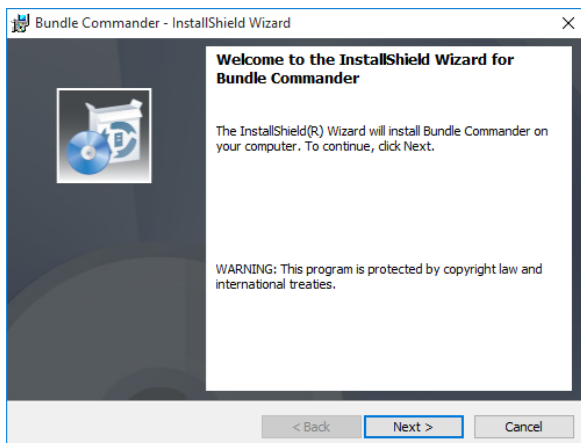 Bundle Commander - InstallShield Wizard
Welcome to the InstallShield Wizard for
Bundle Commander
The InstallShield(R) Wizard will install Bundle Commander on
your computer. To continue, click Next.
WARNING: This program is protected by copyright law and
international treaties.
< Back
Next >
Cancel